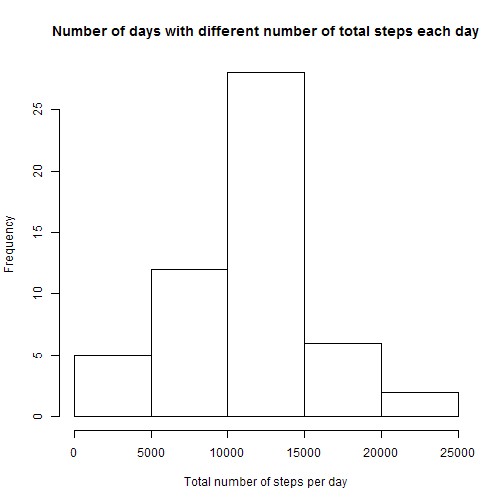 Number of days with different number of total steps each day
Frequency
25
20
15
10
5
0
0 5000 10000 15000 20000 25000
Total number of steps per day